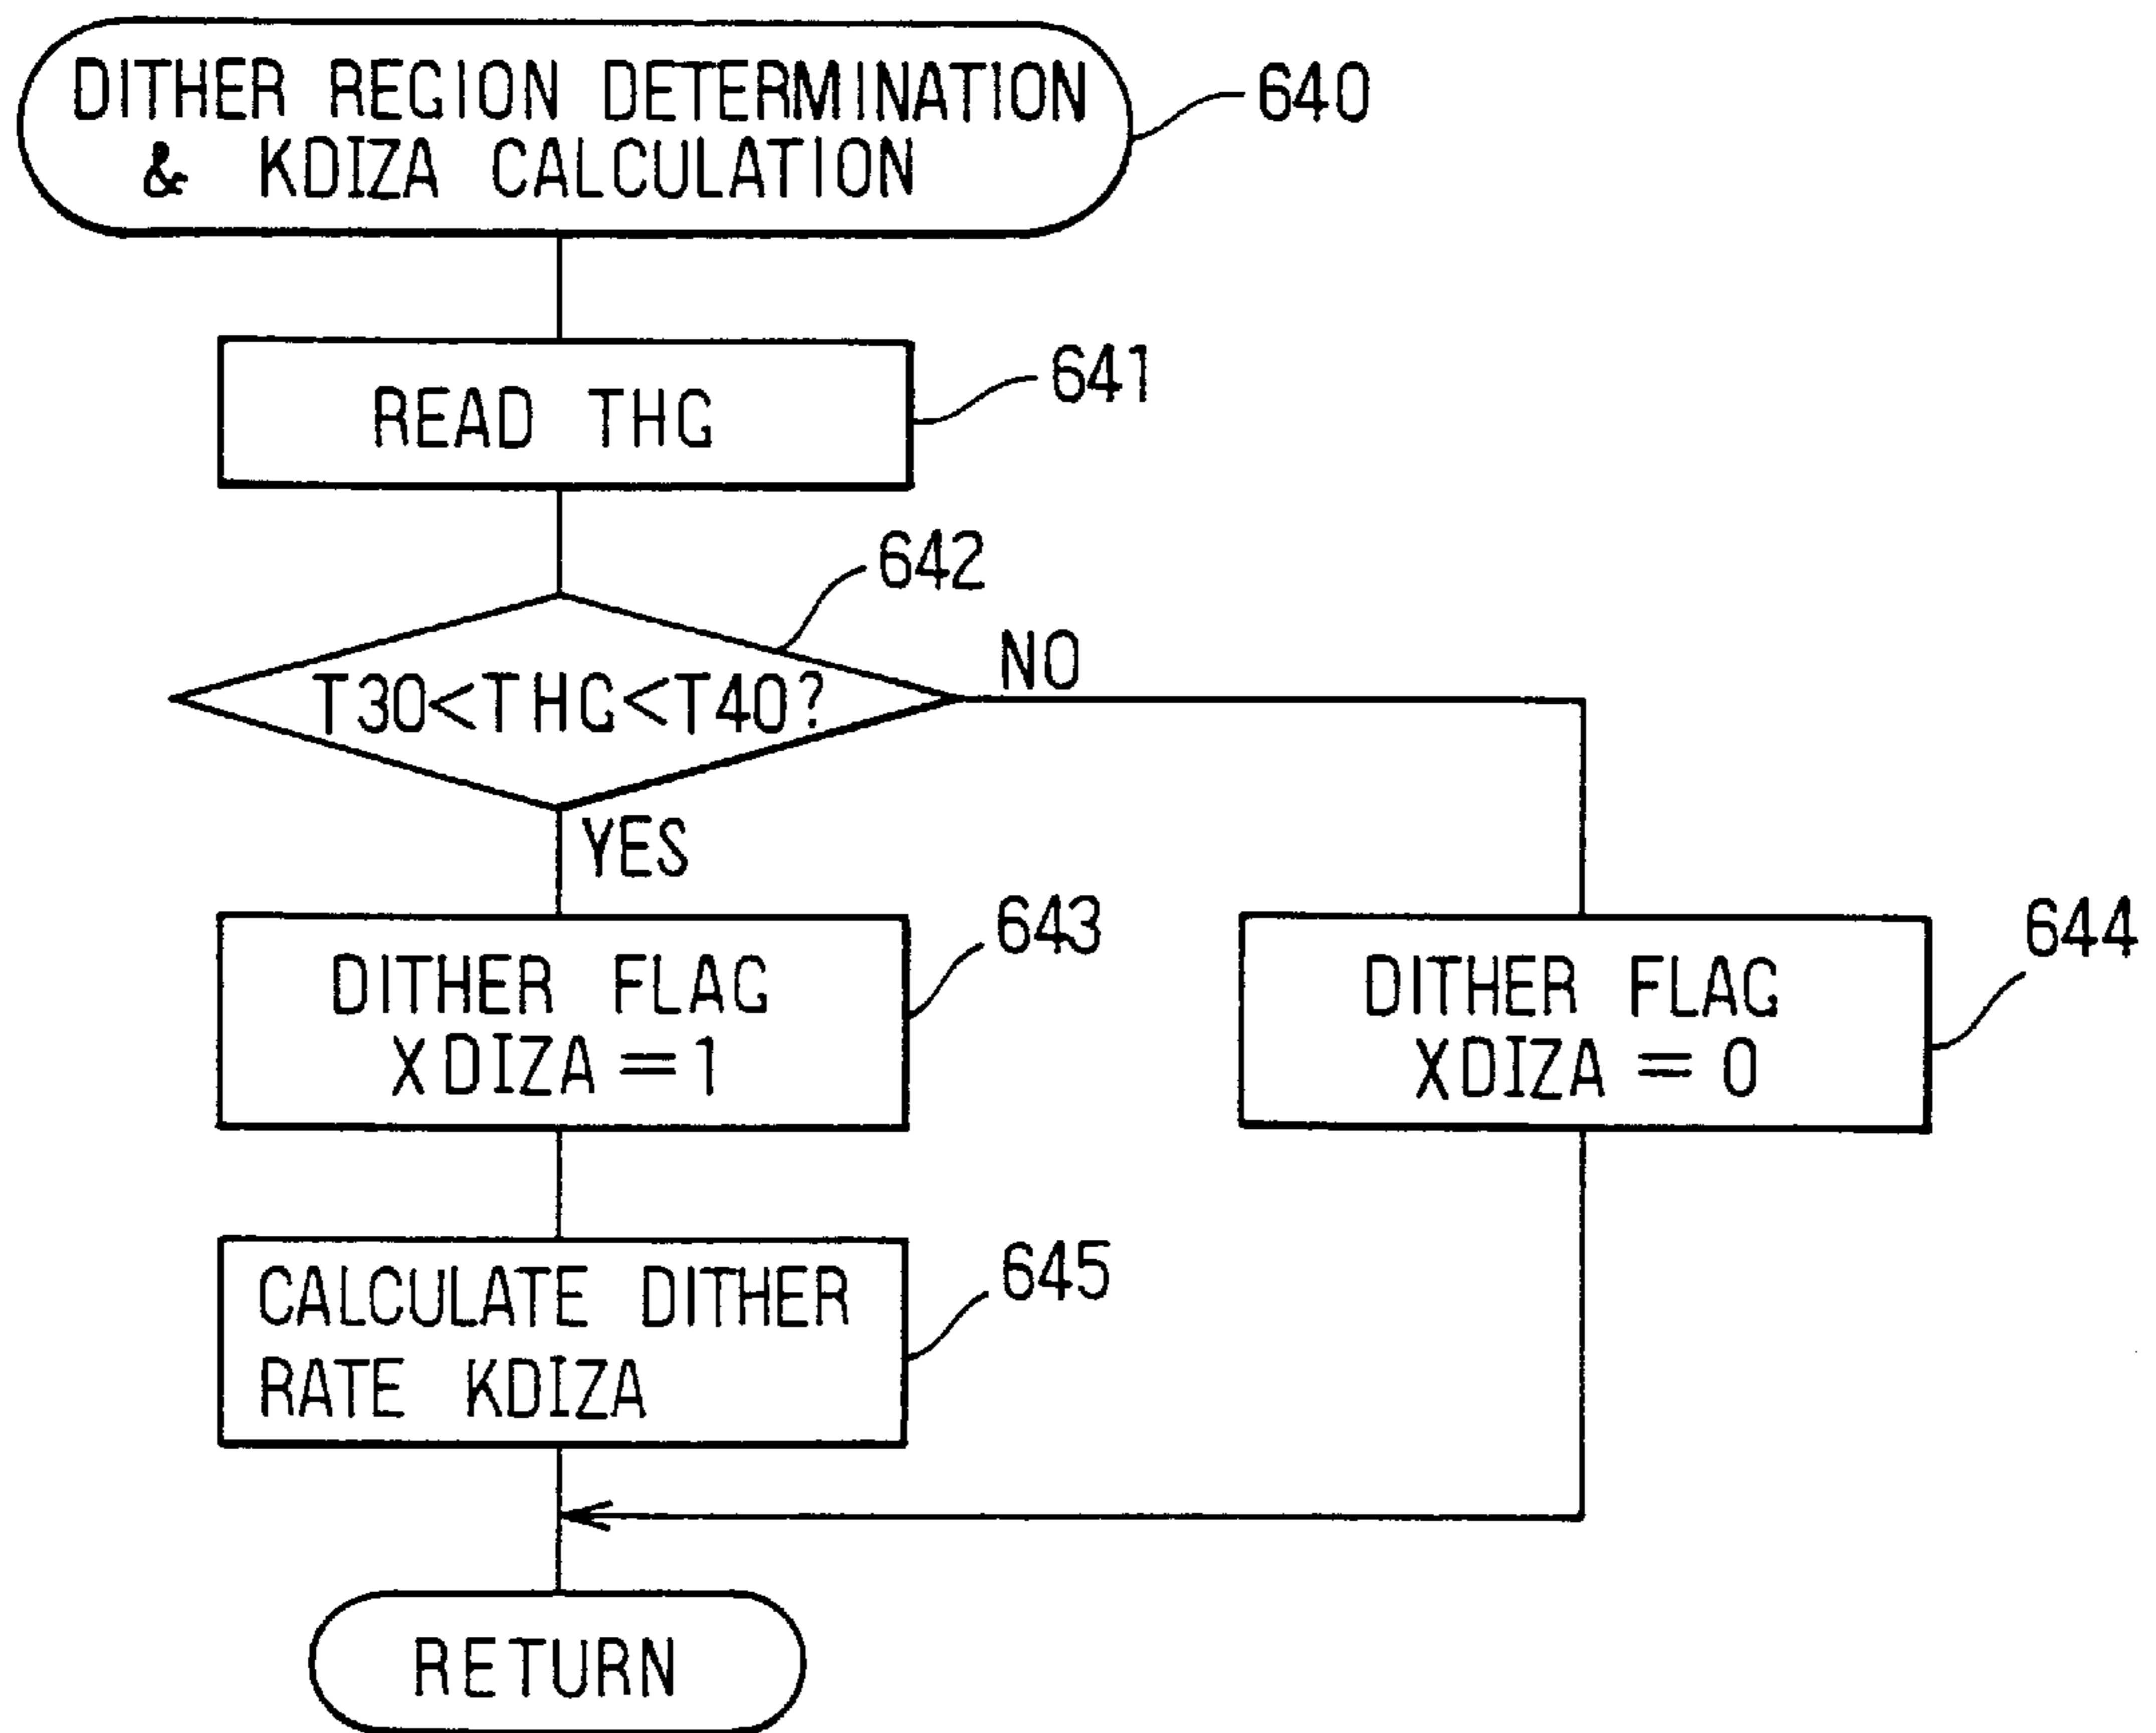 DITHER REGION DETERMINATION
& KDIZA CALCULATION
640
READ THG
641
642
T30<THG<T40?
NO
YES
DITHER FLAG
XDIZA=1
643
DITHER FLAG
XDIZA = 0
644
CALCULATE DITHER
RATE KDIZA
645
RETURN